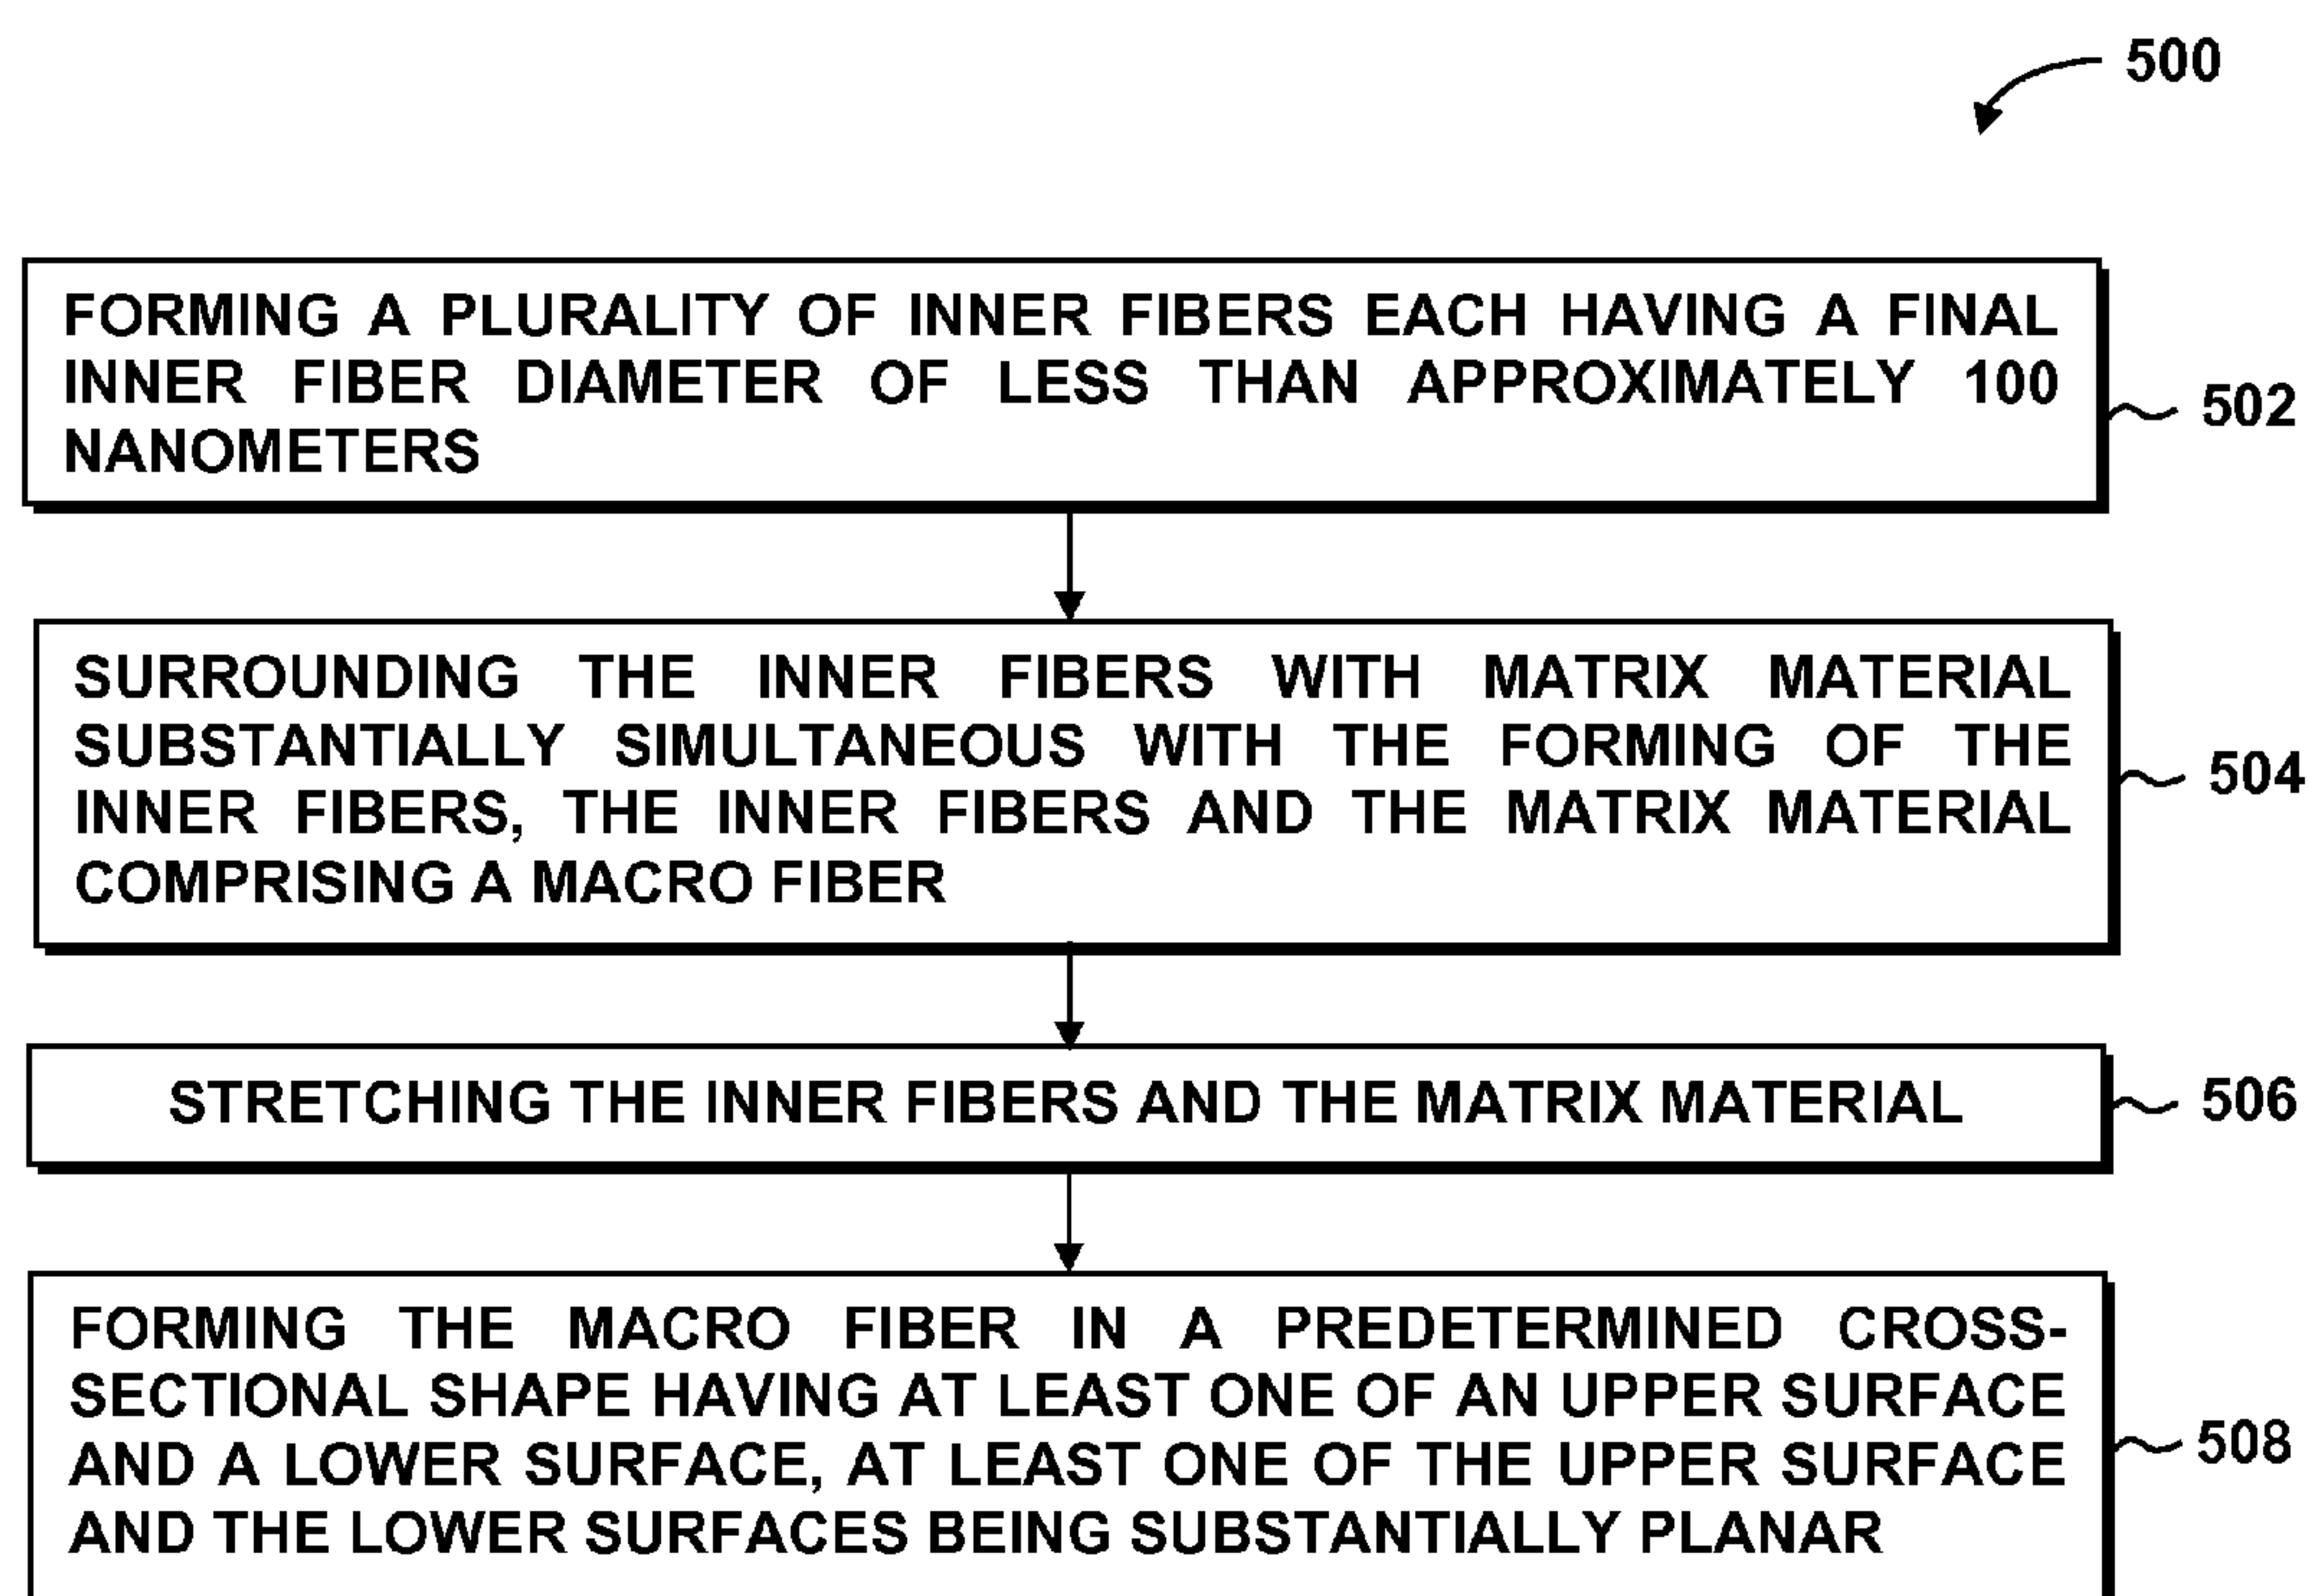 500
FORMING A PLURALITY OF INNER FIBERS EACH HAVING A FINAL
INNER FIBER DIAMETER OF LESS THAN APPROXIMATELY 100
NANOMETERS
502
SURROUNDING THE INNER FIBERS WITH MATRIX MATERIAL
SUBSTANTIALLY SIMULTANEOUS WITH THE FORMING OF THE
INNER FIBERS, THE INNER FIBERS AND THE MATRIX MATERIAL
COMPRISING A MACRO FIBER
504
STRETCHING THE INNER FIBERS AND THE MATRIX MATERIAL
506
FORMING THE MACRO FIBER IN A PREDETERMINED CROSS-
SECTIONAL SHAPE HAVING AT LEAST ONE OF AN UPPER SURFACE
AND A LOWER SURFACE, AT LEAST ONE OF THE UPPER SURFACE
AND THE LOWER SURFACES BEING SUBSTANTIALLY PLANAR
508